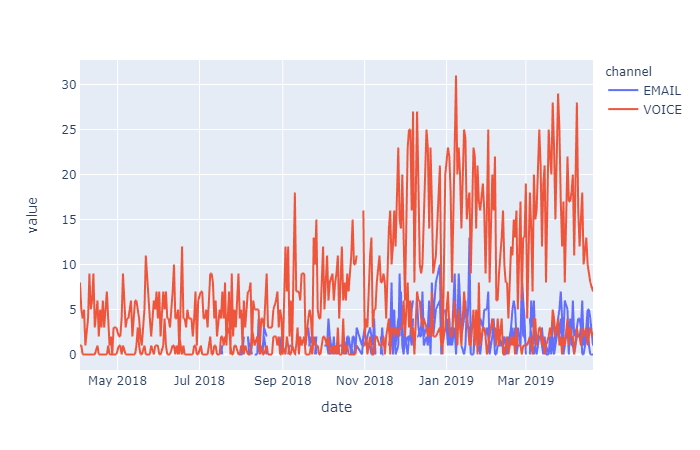 channel
EMAIL
VOICE
value
30
25
20
15
10
5
0
May 2018
Jul 2018
Sep 2018
Nov 2018
Jan 2019
Mar 2019
date